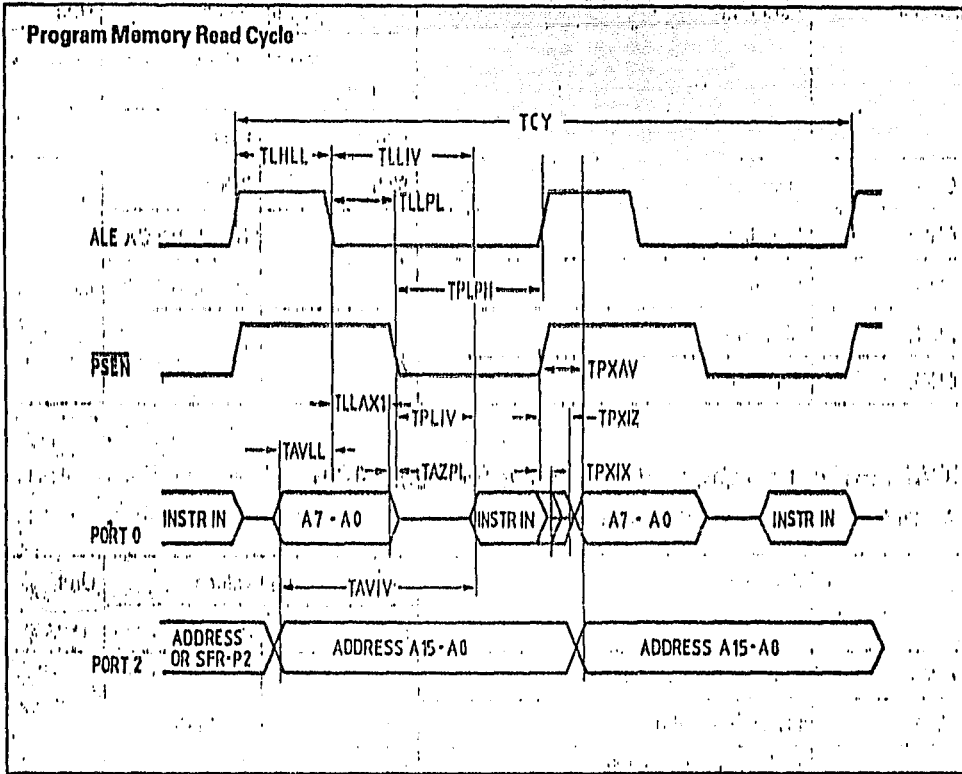 Program Memory Read Cycle
TCY
TLHLL TLLIV
TLLPL
ALE
TPLPH
PSEN
TPXAV
TLLAX1
TPLIV TPXIZ
TAVLL
TAZPL TPXIX
PORT 0 INSTR IN A7-A0 INSTR IN A7-A0 INSTR IN
TAVIV
PORT 2 ADDRESS OR SFR-P2 ADDRESS A15-A8 ADDRESS A15-A8